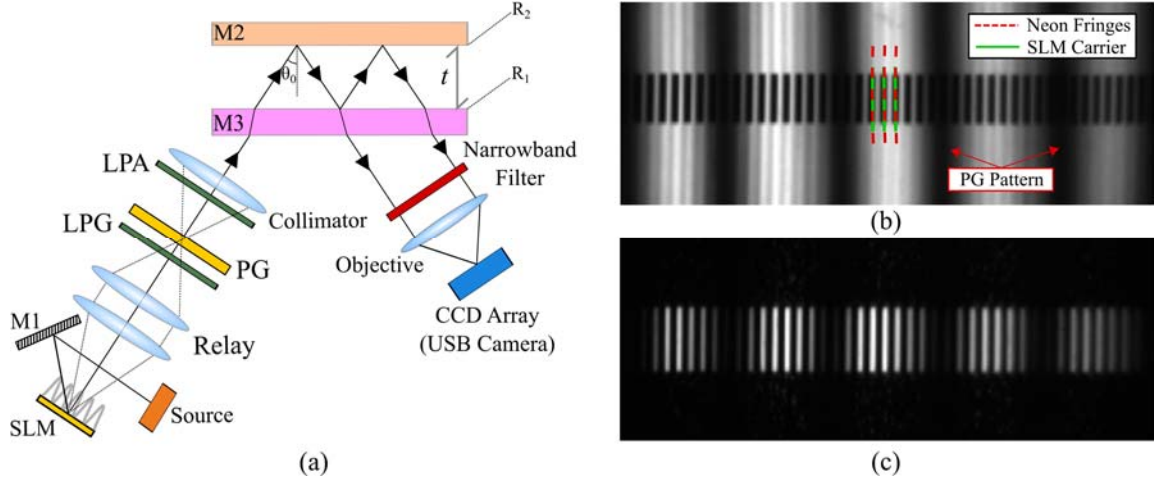 M2
R₂
θ₀
t
R₁
M3
LPA
Narrowband
Filter
LPG
Collimator
PG
Objective
M1
Relay
CCD Array
(USB Camera)
SLM
Source
(a)
Neon Fringes
SLM Carrier
PG Pattern
(b)
(c)